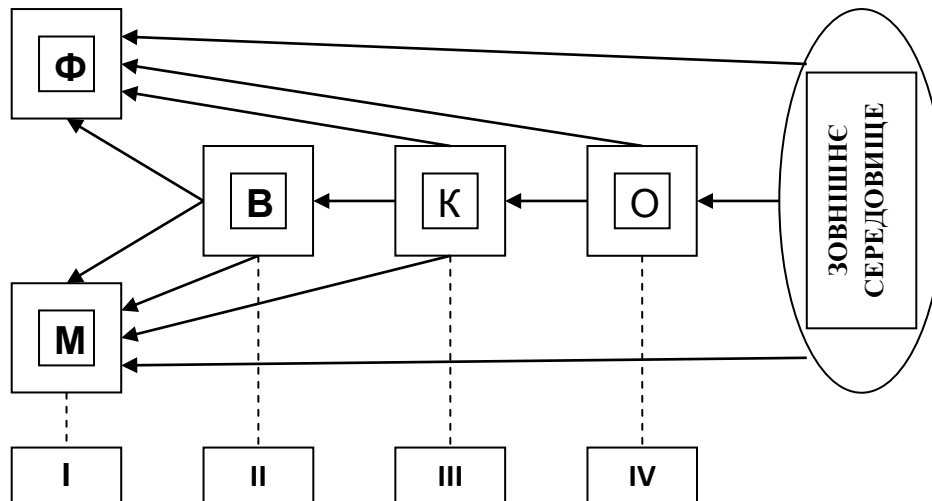 Ф
В
К
О
М
ЗОВНІШНЄ
СЕРЕДОВИЩЕ
I
II
III
IV